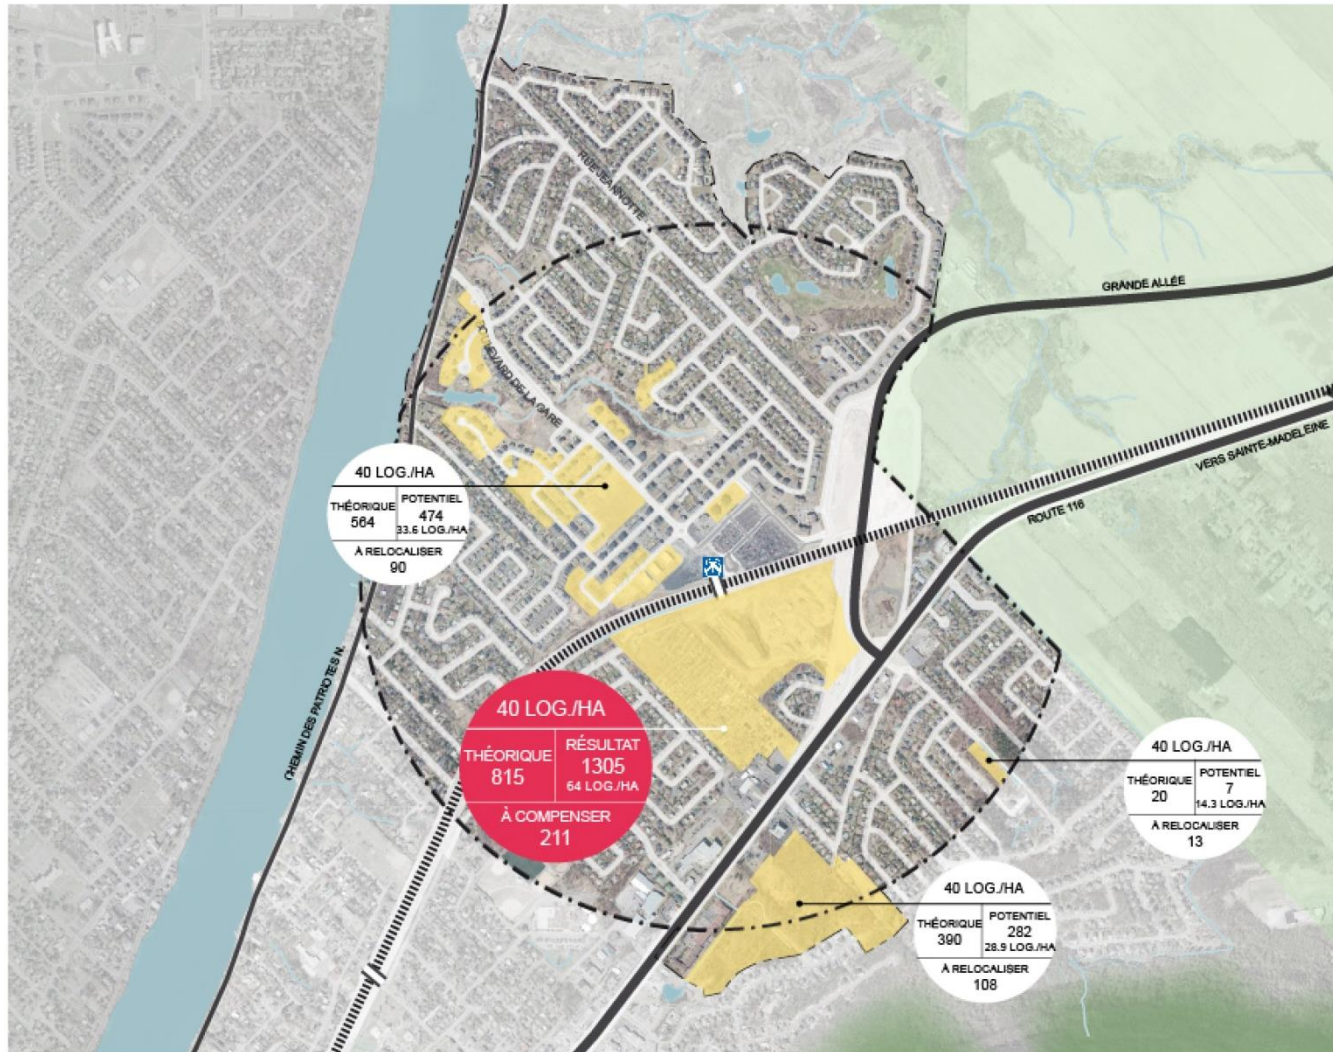 RUE JEANNOTTE
GRANDE ALLÉE
BOULEVARD DE LA GARE
VERS SAINTE-MADELEINE
ROUTE 116
40 LOG./HA
THÉORIQUE
564
POTENTIEL
474
33.6 LOG./HA
À RELOCALISER
90
CHEMIN DES PATRIOTES N.
40 LOG./HA
THÉORIQUE
815
RÉSULTAT
1305
64 LOG./HA
À COMPENSER
211
40 LOG./HA
THÉORIQUE
20
POTENTIEL
7
14.3 LOG./HA
À RELOCALISER
13
40 LOG./HA
THÉORIQUE
390
POTENTIEL
282
28.9 LOG./HA
À RELOCALISER
108